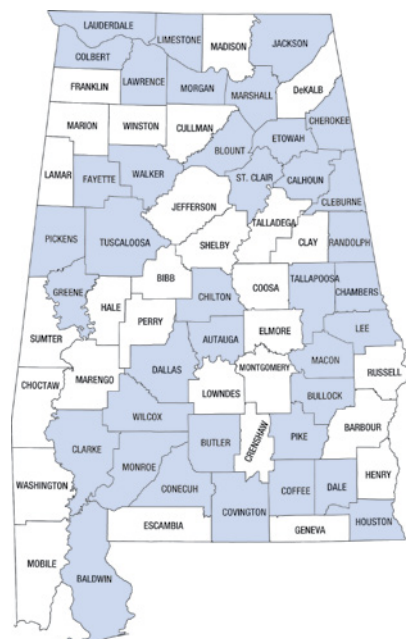 LAUDERDALE
LIMESTONE
MADISON
JACKSON
COLBERT
LAWRENCE
MORGAN
MARSHALL
DeKALB
FRANKLIN
CHEROKEE
MARION
WINSTON
CULLMAN
BLOUNT
ETOWAH
LAMAR
FAYETTE
WALKER
ST. CLAIR
CALHOUN
CLEBURNE
JEFFERSON
TALLADEGA
PICKENS
TUSCALOOSA
SHELBY
CLAY
RANDOLPH
BIBB
GREENE
HALE
PERRY
CHILTON
COOSA
TALLAPOOSA
CHAMBERS
SUMTER
AUTAUGA
ELMORE
LEE
CHOCTAW
MARENGO
DALLAS
LOWNDES
MONTGOMERY
MACON
RUSSELL
BULLOCK
WILCOX
BARBOUR
CLARKE
BUTLER
CRENSHAW
PIKE
WASHINGTON
MONROE
CONECUH
COVINGTON
COFFEE
DALE
HENRY
ESCAMBIA
GENEVA
HOUSTON
MOBILE
BALDWIN